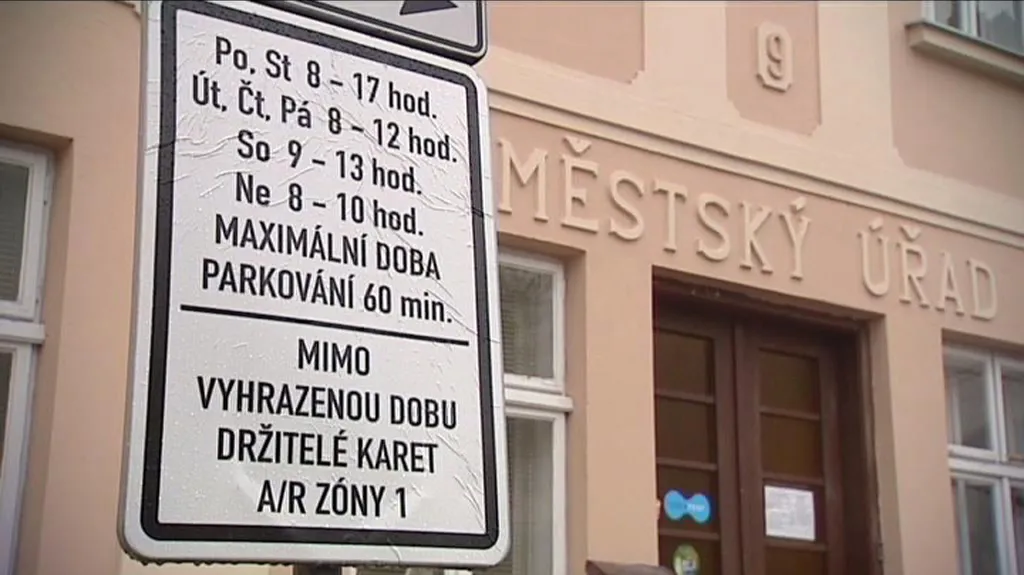 Po, St 8 – 17 hod.
Út, Čt, Pá 8 – 12 hod.
So 9 – 13 hod.
Ne 8 – 10 hod.
MAXIMÁLNÍ DOBA
PARKOVÁNÍ 60 min.
MIMO
VYHRAZENOU DOBU
DRŽITELÉ KARET
A/R ZÓNY 1
9
MĚSTSKÝ ÚŘAD